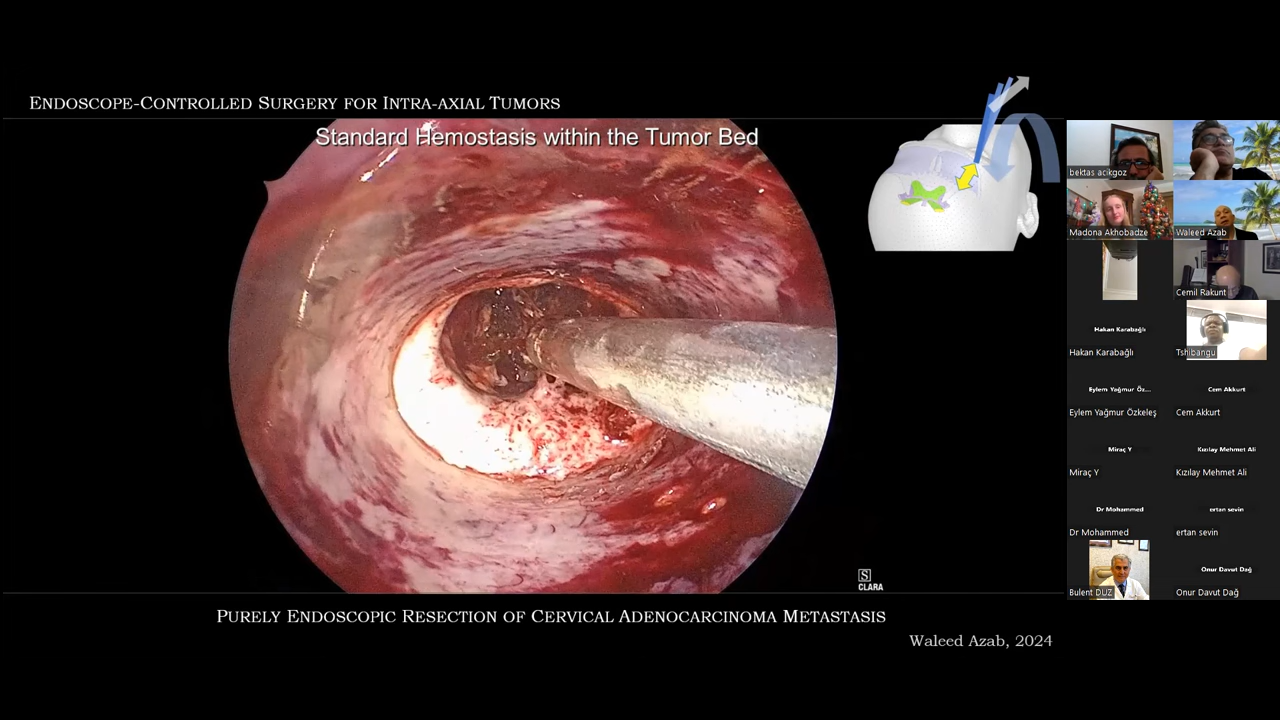 ENDOSCOPE-CONTROLLED SURGERY FOR INTRA-AXIAL TUMORS
Standard Hemostasis within the Tumor Bed
S
CLARA
PURELY ENDOSCOPIC RESECTION OF CERVICAL ADENOCARCINOMA METASTASIS
Waleed Azab, 2024
bektas acikgoz
Madona Akhobadze
Waleed Azab
Cemil Rakunt
Hakan Karabağlı
Hakan Karabağlı
Tshibangu
Eylem Yağmur Öz...
Cem Akkurt
Eylem Yağmur Özkeleş
Cem Akkurt
Miraç Y
Kızılay Mehmet Ali
Miraç Y
Kızılay Mehmet Ali
Dr Mohammed
ertan sevin
Dr Mohammed
ertan sevin
Onur Davut Dağ
Bulent DUZ
Onur Davut Dağ